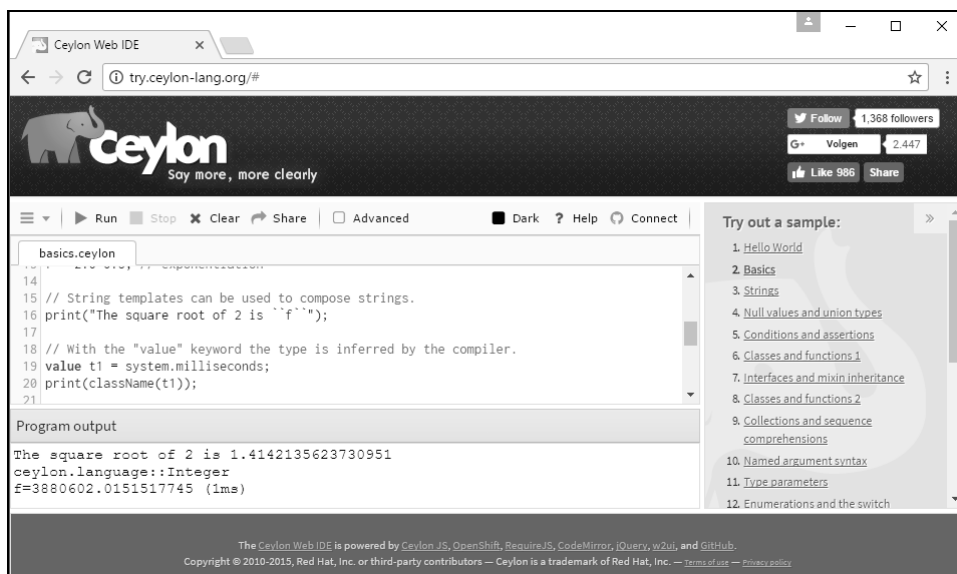 Ceylon Web IDE
try.ceylon-lang.org/#
ceylon
Say more, more clearly
Follow 1,368 followers
G+ Volgen 2.447
Like 986 Share
Run Stop Clear Share Advanced Dark ? Help Connect
basics.ceylon
14
15 // String templates can be used to compose strings.
16 print("The square root of 2 is ``f``");
17
18 // With the "value" keyword the type is inferred by the compiler.
19 value t1 = system.milliseconds;
20 print(className(t1));
21
Program output
The square root of 2 is 1.4142135623730951
ceylon.language::Integer
f=3880602.0151517745 (1ms)
Try out a sample:
1. Hello World
2. Basics
3. Strings
4. Null values and union types
5. Conditions and assertions
6. Classes and functions 1
7. Interfaces and mixin inheritance
8. Classes and functions 2
9. Collections and sequence
comprehensions
10. Named argument syntax
11. Type parameters
12. Enumerations and the switch
The Ceylon Web IDE is powered by Ceylon JS, OpenShift, RequireJS, CodeMirror, jQuery, w2ui, and GitHub.
Copyright © 2010-2015, Red Hat, Inc. or third-party contributors — Ceylon is a trademark of Red Hat, Inc. — Terms of use — Privacy policy